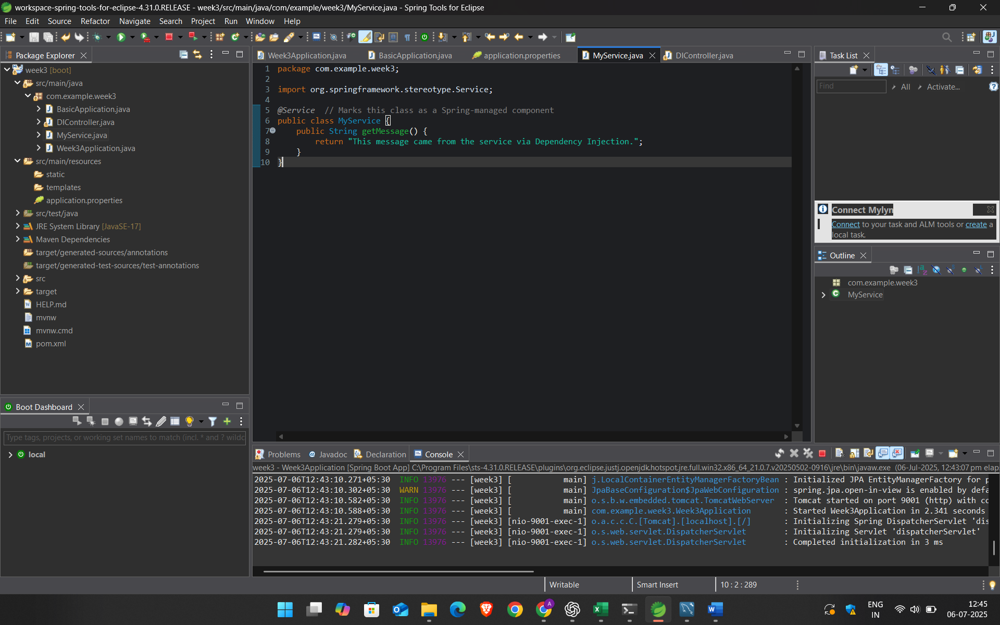 workspace-spring-tools-for-eclipse-4.31.0.RELEASE - week3/src/main/java/com/example/week3/MyService.java - Spring Tools for Eclipse
File Edit Source Refactor Navigate Search Project Run Window Help
Package Explorer
week3 [boot]
src/main/java
com.example.week3
BasicApplication.java
DIController.java
MyService.java
Week3Application.java
src/main/resources
static
templates
application.properties
src/test/java
JRE System Library [JavaSE-17]
Maven Dependencies
target/generated-sources/annotations
target/generated-test-sources/test-annotations
src
target
HELP.md
mvnw
mvnw.cmd
pom.xml
Boot Dashboard
Type tags, projects, or working set names to match (incl. * and ? wildc
local
Week3Application.java BasicApplication.java application.properties MyService.java DIController.java
1 package com.example.week3;
2
3 import org.springframework.stereotype.Service;
4
5 @Service  // Marks this class as a Spring-managed component
6 public class MyService {
7     public String getMessage() {
8         return "This message came from the service via Dependency Injection.";
9     }
10 }
Task List
Find All Activate...
Connect Mylyn
Connect to your task and ALM tools or create a
local task.
Outline
com.example.week3
MyService
Problems Javadoc Declaration Console
week3 - Week3Application [Spring Boot App] C:\Program Files\sts-4.31.0.RELEASE\plugins\org.eclipse.justj.openjdk.hotspot.jre.full.win32.x86_64_21.0.7.v20250502-0916\jre\bin\javaw.exe (06-Jul-2025, 12:43:07 pm elap
2025-07-06T12:43:10.271+05:30  INFO 13976 --- [week3] [           main] j.LocalContainerEntityManagerFactoryBean : Initialized JPA EntityManagerFactory for p
2025-07-06T12:43:10.302+05:30  WARN 13976 --- [week3] [           main] JpaBaseConfiguration$JpaWebConfiguration : spring.jpa.open-in-view is enabled by defa
2025-07-06T12:43:10.582+05:30  INFO 13976 --- [week3] [           main] o.s.b.w.embedded.tomcat.TomcatWebServer  : Tomcat started on port 9001 (http) with co
2025-07-06T12:43:10.588+05:30  INFO 13976 --- [week3] [           main] com.example.week3.Week3Application       : Started Week3Application in 2.341 seconds
2025-07-06T12:43:21.279+05:30  INFO 13976 --- [week3] [nio-9001-exec-1] o.a.c.c.C.[Tomcat].[localhost].[/]       : Initializing Spring DispatcherServlet 'dis
2025-07-06T12:43:21.279+05:30  INFO 13976 --- [week3] [nio-9001-exec-1] o.s.web.servlet.DispatcherServlet        : Initializing Servlet 'dispatcherServlet'
2025-07-06T12:43:21.282+05:30  INFO 13976 --- [week3] [nio-9001-exec-1] o.s.web.servlet.DispatcherServlet        : Completed initialization in 3 ms
Writable Smart Insert 10 : 2 : 289
ENG
IN
12:45
06-07-2025